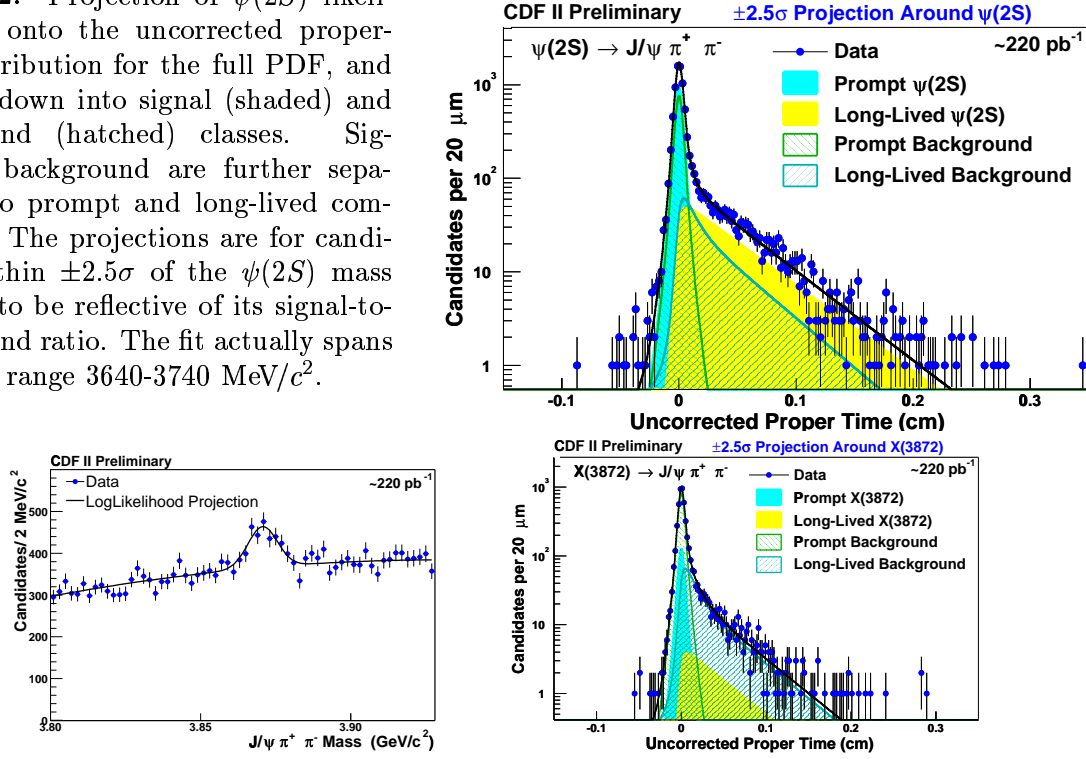 2. Projection of ψ(2S) likeli-
onto the uncorrected proper-
tribution for the full PDF, and
down into signal (shaded) and
nd (hatched) classes. Sig-
background are further sepa-
o prompt and long-lived com-
The projections are for candi-
thin ±2.5σ of the ψ(2S) mass
to be reflective of its signal-to-
nd ratio. The fit actually spans
range 3640-3740 MeV/c².
CDF II Preliminary ±2.5σ Projection Around ψ(2S)
ψ(2S) → J/ψ π⁺ π⁻
~220 pb⁻¹
Data
Prompt ψ(2S)
Long-Lived ψ(2S)
Prompt Background
Long-Lived Background
Candidates per 20 μm
10³
10²
10
1
-0.1 0 0.1 0.2 0.3
Uncorrected Proper Time (cm)
CDF II Preliminary
~220 pb⁻¹
Data
LogLikelihood Projection
Candidates/ 2 MeV/c²
500
400
300
200
100
0
3.80 3.85 3.90
J/ψ π⁺ π⁻ Mass (GeV/c²)
CDF II Preliminary ±2.5σ Projection Around X(3872)
X(3872) → J/ψ π⁺ π⁻
~220 pb⁻¹
Data
Prompt X(3872)
Long-Lived X(3872)
Prompt Background
Long-Lived Background
Candidates per 20 μm
10³
10²
10
1
-0.1 0 0.1 0.2 0.3
Uncorrected Proper Time (cm)